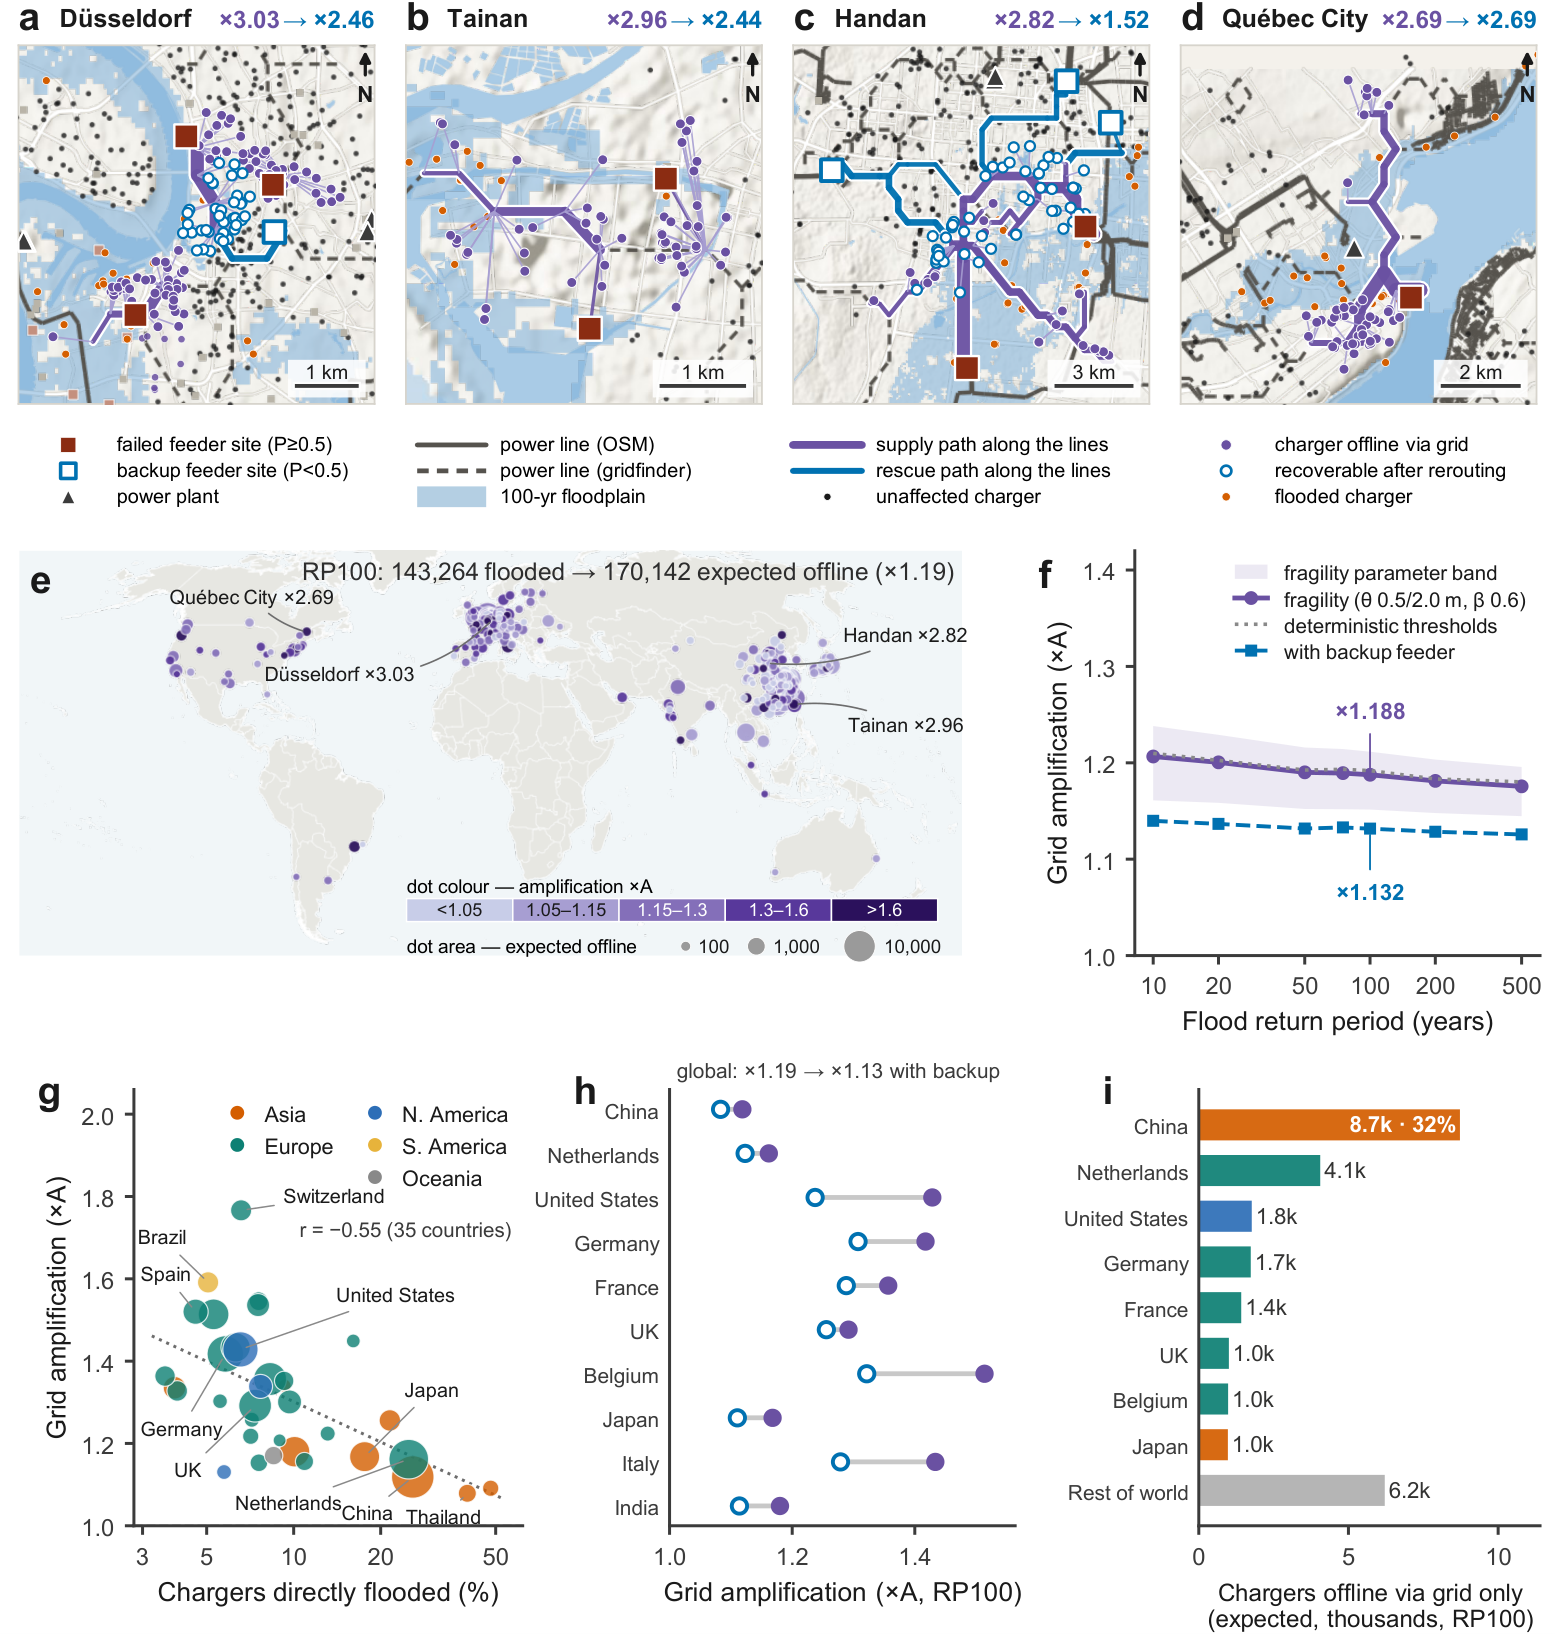 a Düsseldorf ×3.03→ ×2.46
b Tainan ×2.96→ ×2.44
c Handan ×2.82→ ×1.52
d Québec City ×2.69→ ×2.69
N
N
N
N
1 km
1 km
3 km
2 km
failed feeder site (P≥0.5)
backup feeder site (P<0.5)
power plant
power line (OSM)
power line (gridfinder)
100-yr floodplain
supply path along the lines
rescue path along the lines
unaffected charger
charger offline via grid
recoverable after rerouting
flooded charger
e
RP100: 143,264 flooded → 170,142 expected offline (×1.19)
Québec City ×2.69
Düsseldorf ×3.03
Handan ×2.82
Tainan ×2.96
dot colour — amplification ×A
<1.05 1.05–1.15 1.15–1.3 1.3–1.6 >1.6
dot area — expected offline 100 1,000 10,000
f
fragility parameter band
fragility (θ 0.5/2.0 m, β 0.6)
deterministic thresholds
with backup feeder
×1.188
×1.132
1.4
1.3
1.2
1.1
1.0
Grid amplification (×A)
10 20 50 100 200 500
Flood return period (years)
g
Asia
Europe
N. America
S. America
Oceania
Switzerland
r = −0.55 (35 countries)
Brazil
Spain
United States
Japan
Germany
UK
Netherlands
China
Thailand
2.0
1.8
1.6
1.4
1.2
1.0
Grid amplification (×A)
3 5 10 20 50
Chargers directly flooded (%)
h
global: ×1.19 → ×1.13 with backup
China
Netherlands
United States
Germany
France
UK
Belgium
Japan
Italy
India
1.0 1.2 1.4
Grid amplification (×A, RP100)
i
China 8.7k · 32%
Netherlands 4.1k
United States 1.8k
Germany 1.7k
France 1.4k
UK 1.0k
Belgium 1.0k
Japan 1.0k
Rest of world 6.2k
0 5 10
Chargers offline via grid only
(expected, thousands, RP100)